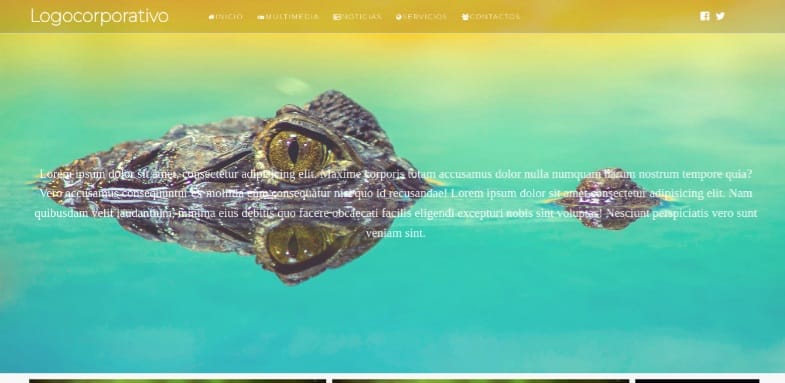 Logocorporativo
INICIO MULTIMEDIA NOTICIAS SERVICIOS CONTACTOS
Lorem ipsum dolor sit amet, consectetur adipisicing elit. Maxime corporis totam accusamus dolor nulla numquam harum nostrum tempore quia?
Vero accusamus consequuntur ex mollitia eum consequatur nisi quo id recusandae! Lorem ipsum dolor sit amet consectetur adipisicing elit. Nam
quibusdam velit laudantium minima eius debitis quo facere obcaecati facilis eligendi excepturi nobis sint voluptas! Nesciunt perspiciatis vero sunt
veniam sint.